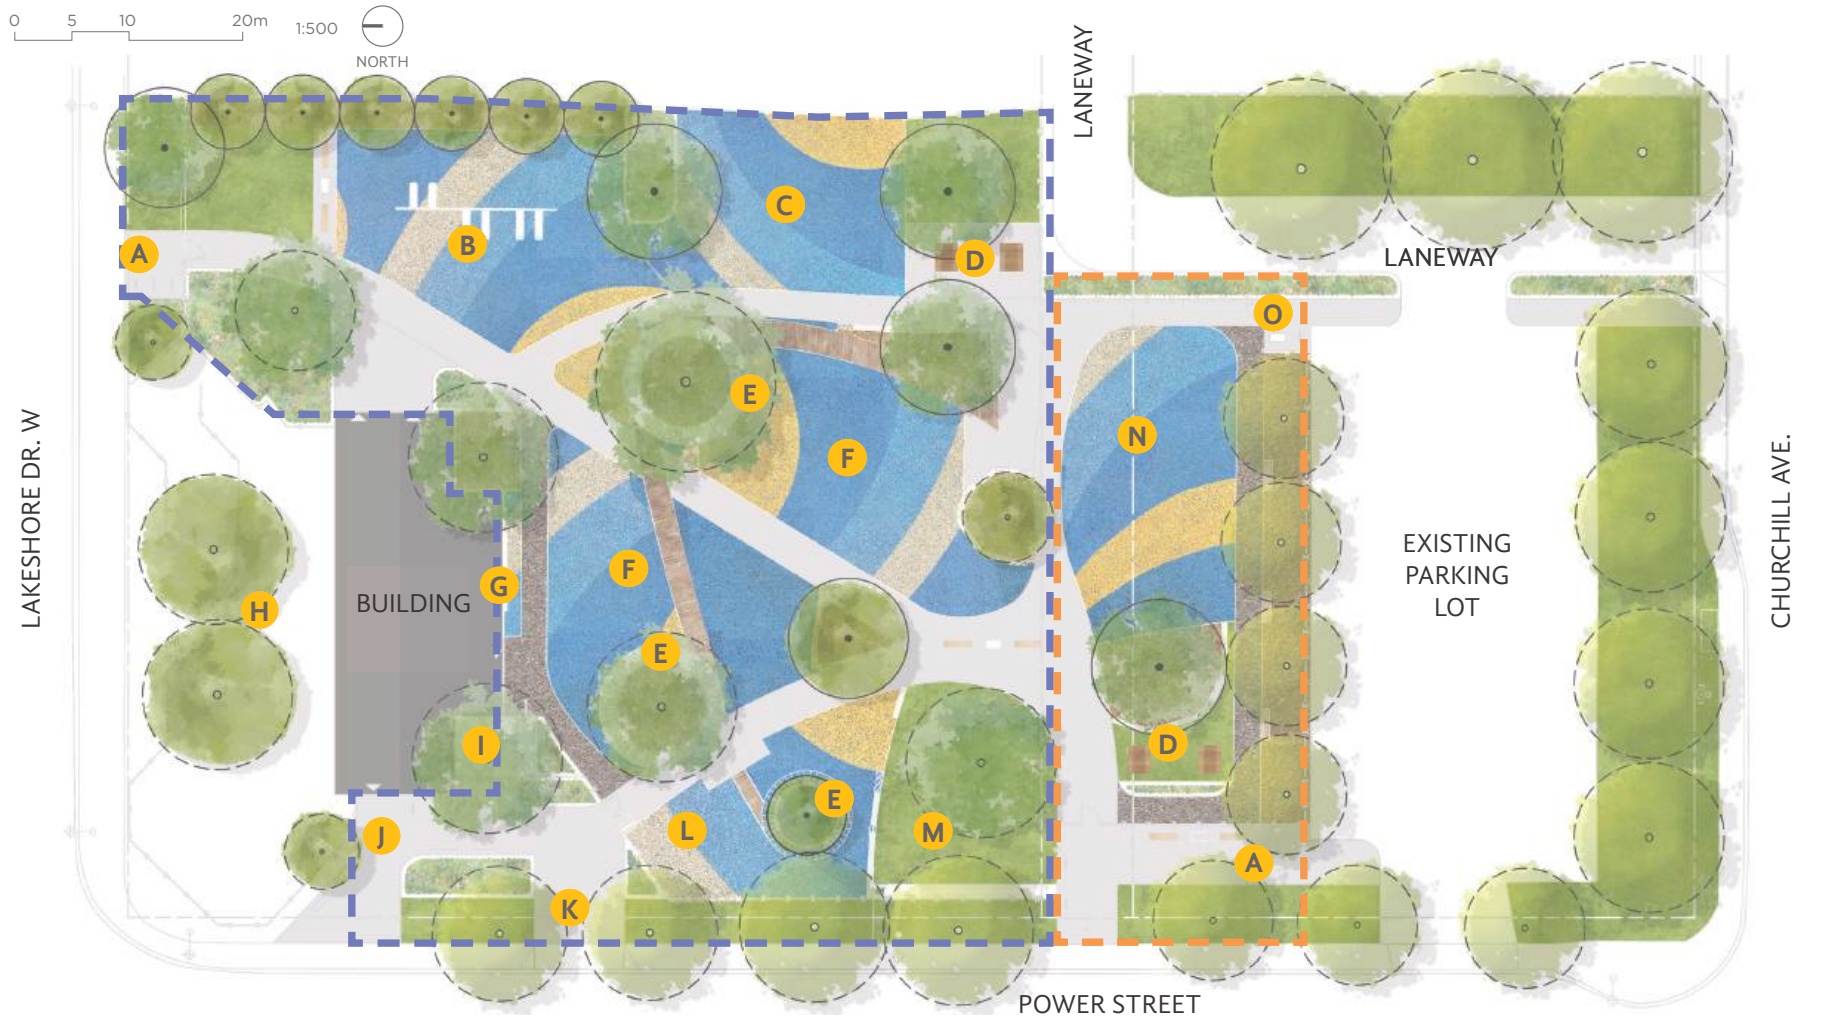 0 5 10 20m
1:500
NORTH
LANEWAY
LANEWAY
A
B
C
D
O
E
N
F
F
G
H
BUILDING
EXISTING
PARKING
LOT
LAKESHORE DR. W
CHURCHILL AVE.
E
I
D
E
J
L
M
A
K
POWER STREET